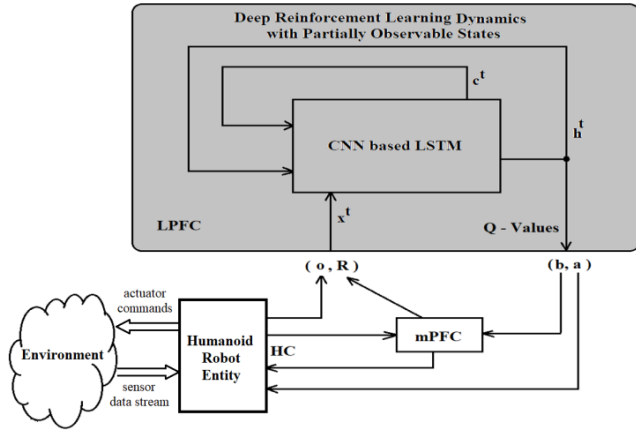 Deep Reinforcement Learning Dynamics
with Partially Observable States
c^t
CNN based LSTM
h^t
x^t
LPFC
Q - Values
( o , R )
(b, a )
actuator
commands
Environment
sensor
data stream
Humanoid
Robot
Entity
HC
mPFC